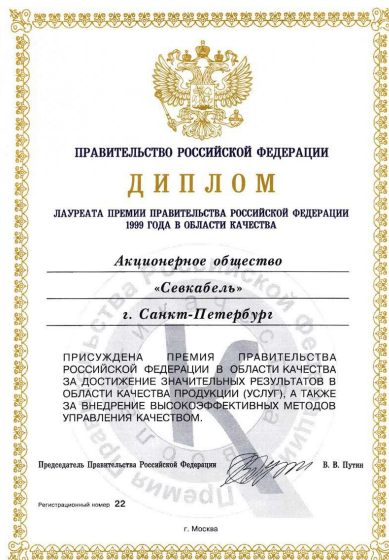 ПРАВИТЕЛЬСТВО РОССИЙСКОЙ ФЕДЕРАЦИИ
ДИПЛОМ
ЛАУРЕАТА ПРЕМИИ ПРАВИТЕЛЬСТВА РОССИЙСКОЙ ФЕДЕРАЦИИ
1999 ГОДА В ОБЛАСТИ КАЧЕСТВА
Акционерное общество
«Севкабель»
г. Санкт-Петербург
ПРИСУЖДЕНА ПРЕМИЯ ПРАВИТЕЛЬСТВА
РОССИЙСКОЙ ФЕДЕРАЦИИ В ОБЛАСТИ КАЧЕСТВА
ЗА ДОСТИЖЕНИЕ ЗНАЧИТЕЛЬНЫХ РЕЗУЛЬТАТОВ В
ОБЛАСТИ КАЧЕСТВА ПРОДУКЦИИ (УСЛУГ), А ТАКЖЕ
ЗА ВНЕДРЕНИЕ ВЫСОКОЭФФЕКТИВНЫХ МЕТОДОВ
УПРАВЛЕНИЯ КАЧЕСТВОМ.
Председатель Правительства Российской Федерации В. В. Путин
Регистрационный номер 22
г. Москва